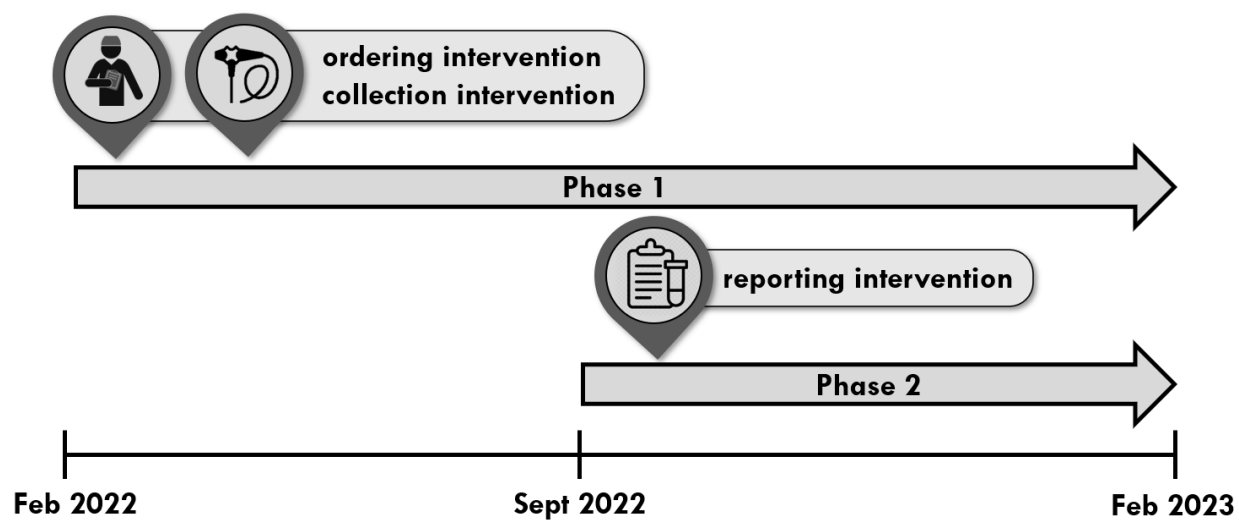 ordering intervention
collection intervention
Phase 1
reporting intervention
Phase 2
Feb 2022
Sept 2022
Feb 2023